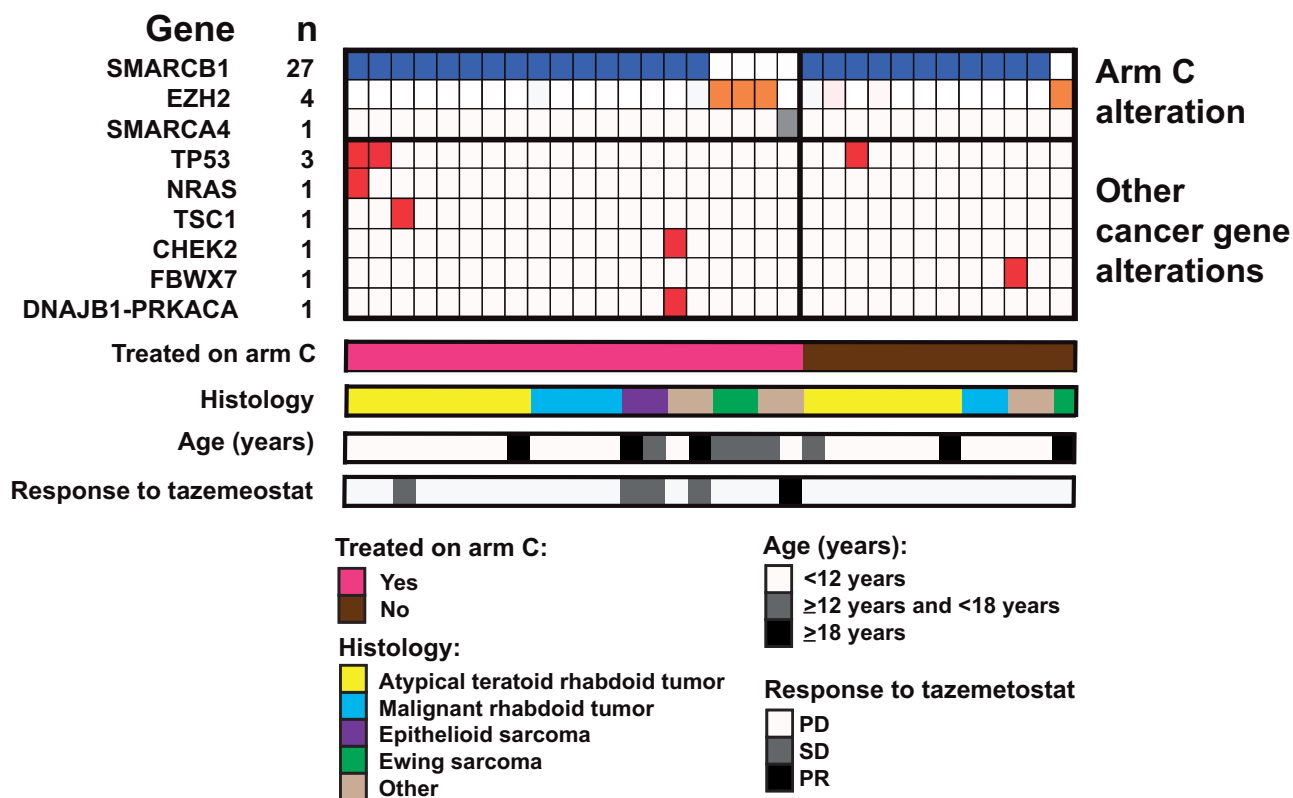 Gene n
SMARCB1 27
EZH2 4
SMARCA4 1
TP53 3
NRAS 1
TSC1 1
CHEK2 1
FBWX7 1
DNAJB1-PRKACA 1
Arm C
alteration
Other
cancer gene
alterations
Treated on arm C
Histology
Age (years)
Response to tazemeostat
Treated on arm C:
Yes
No
Histology:
Atypical teratoid rhabdoid tumor
Malignant rhabdoid tumor
Epithelioid sarcoma
Ewing sarcoma
Other
Age (years):
<12 years
≥12 years and <18 years
≥18 years
Response to tazemetostat
PD
SD
PR